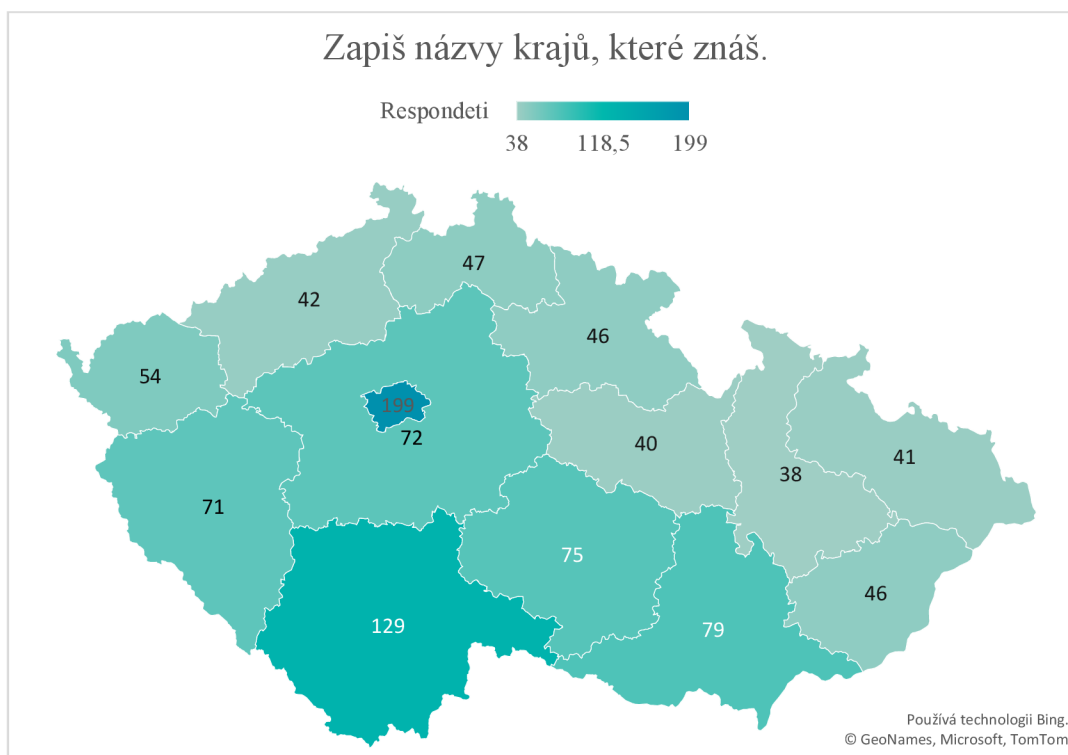 Zapiš názvy krajů, které znáš.
Respondeti
38 118,5 199
47
42
46
54
199
72
40
41
38
71
75
46
129
79
Používá technologii Bing.
© GeoNames, Microsoft, TomTom